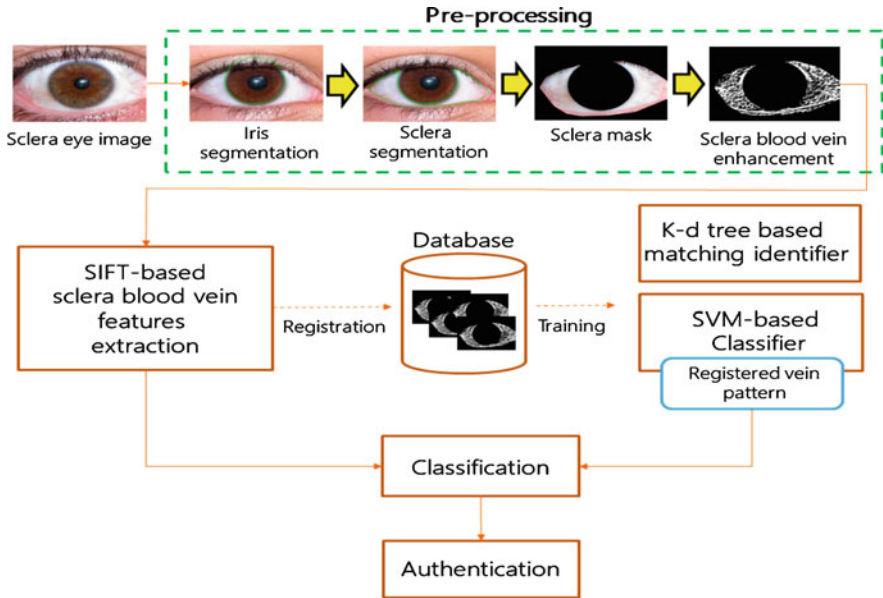 Pre-processing
Sclera eye image
Iris
segmentation
Sclera
segmentation
Sclera mask
Sclera blood vein
enhancement
SIFT-based
sclera blood vein
features
extraction
Registration
Database
Training
K-d tree based
matching identifier
SVM-based
Classifier
Registered vein
pattern
Classification
Authentication